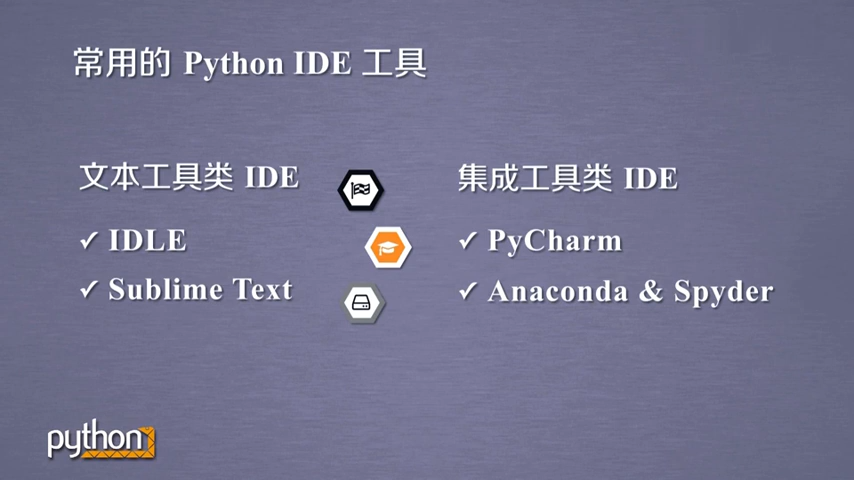 常用的 Python IDE 工具
文本工具类 IDE
✓ IDLE
✓ Sublime Text
集成工具类 IDE
✓ PyCharm
✓ Anaconda & Spyder
python